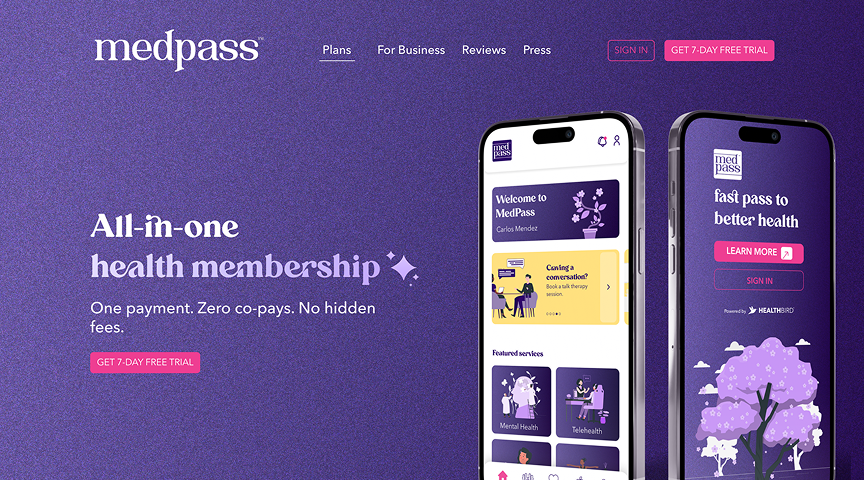 medpass™
Plans
For Business
Reviews
Press
SIGN IN
GET 7-DAY FREE TRIAL
All-in-one
health membership
One payment. Zero co-pays. No hidden
fees.
GET 7-DAY FREE TRIAL
med
pass
Welcome to
MedPass
Carlos Mendez
Craving a
conversation?
Book a talk therapy
session.
Featured services
Mental Health
Telehealth
med
pass
fast pass to
better health
LEARN MORE
SIGN IN
Powered by HEALTHBIRD